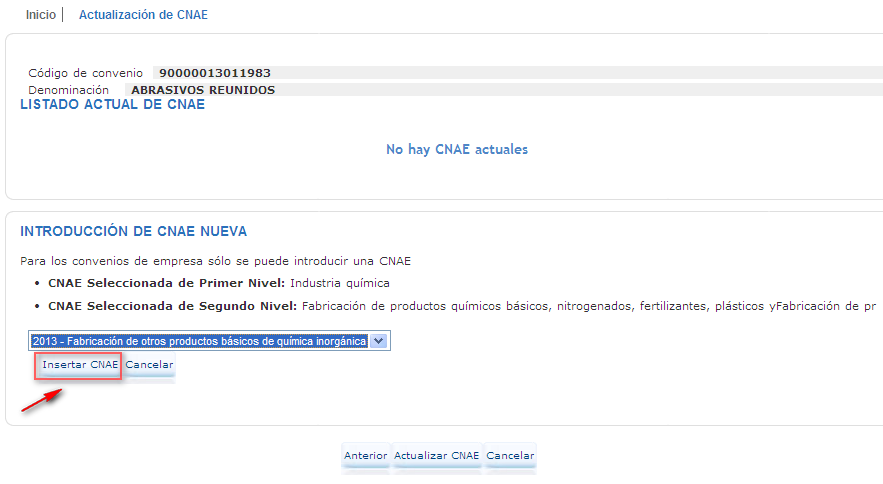 Inicio | Actualización de CNAE
Código de convenio 90000013011983
Denominación ABRASIVOS REUNIDOS
LISTADO ACTUAL DE CNAE
No hay CNAE actuales
INTRODUCCIÓN DE CNAE NUEVA
Para los convenios de empresa sólo se puede introducir una CNAE
• CNAE Seleccionada de Primer Nivel: Industria química
• CNAE Seleccionada de Segundo Nivel: Fabricación de productos químicos básicos, nitrogenados, fertilizantes, plásticos yFabricación de pr
2013 - Fabricación de otros productos básicos de química inorgánica
Insertar CNAE Cancelar
Anterior Actualizar CNAE Cancelar